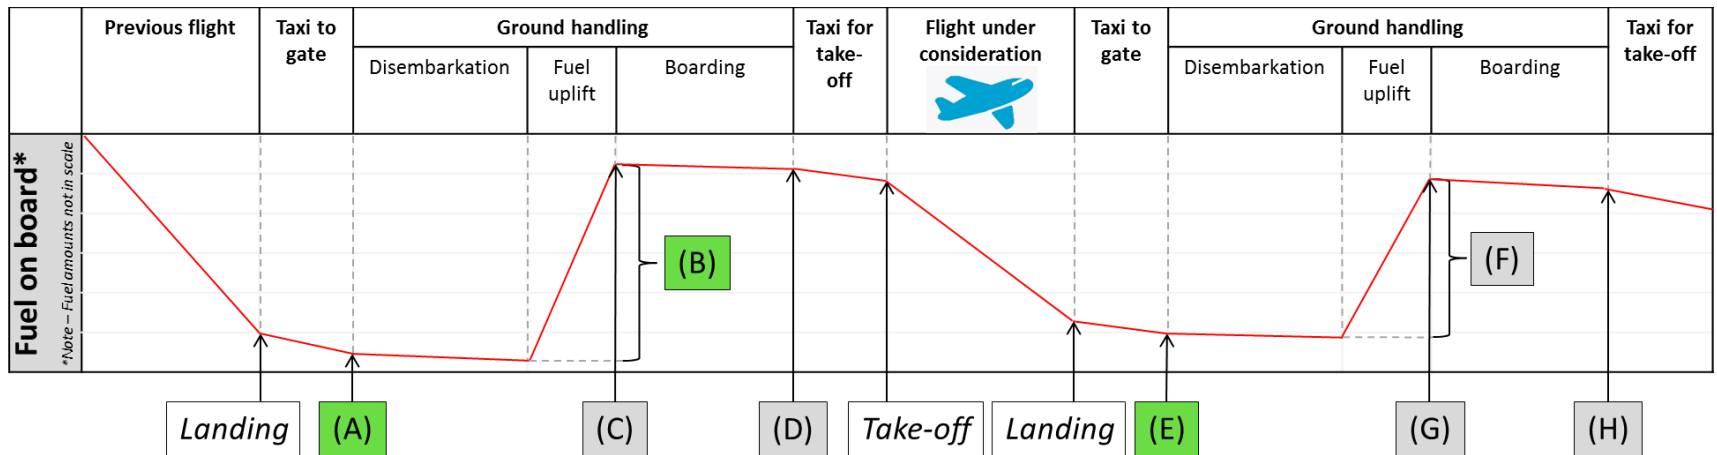 Previous flight
Taxi to
gate
Ground handling
Taxi for
take-
off
Flight under
consideration
Taxi to
gate
Ground handling
Taxi for
take-off
Disembarkation
Fuel
uplift
Boarding
Disembarkation
Fuel
uplift
Boarding
Fuel on board*
*Note – Fuel amounts not in scale
(B)
(F)
Landing
(A)
(C)
(D)
Take-off
Landing
(E)
(G)
(H)